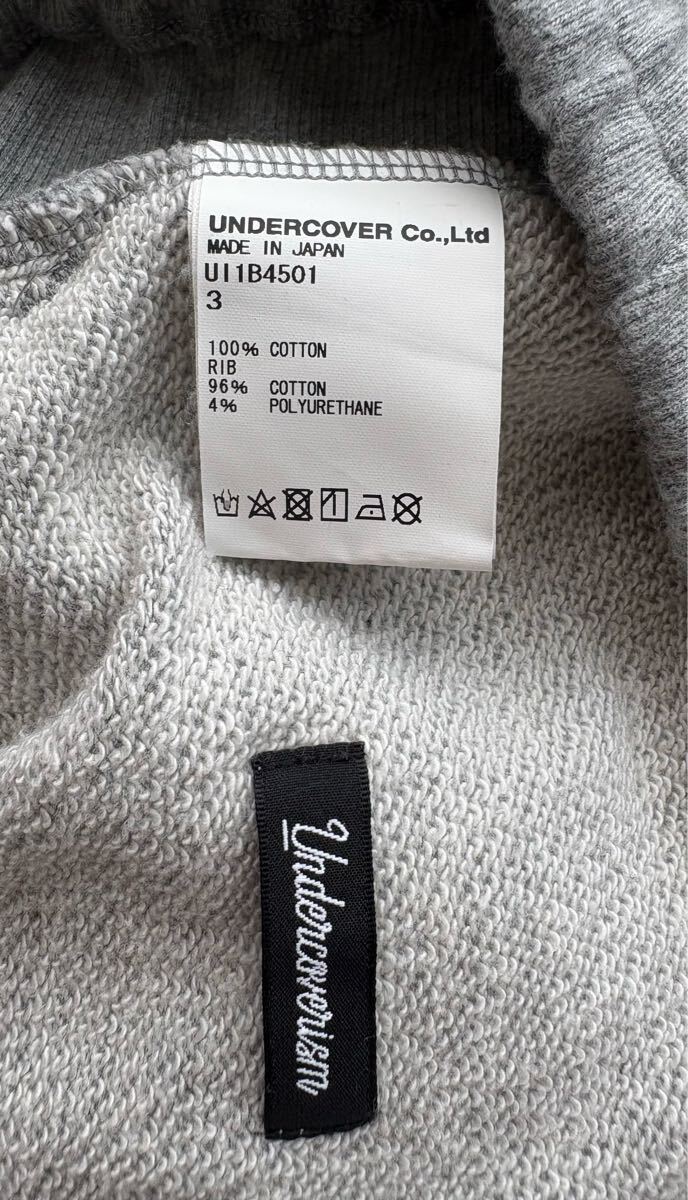 UNDERCOVER Co.,Ltd
MADE IN JAPAN
UI1B4501
3
100% COTTON
RIB
96% COTTON
4% POLYURETHANE
Undercoverism